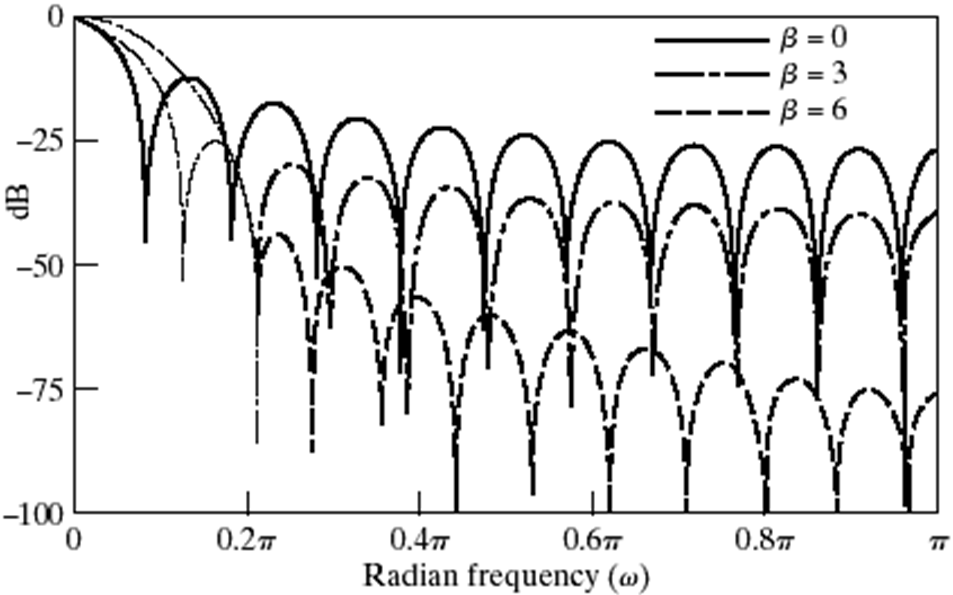 0
β = 0
β = 3
β = 6
−25
dB
−50
−75
−100
0 0.2π 0.4π 0.6π 0.8π π
Radian frequency (ω)